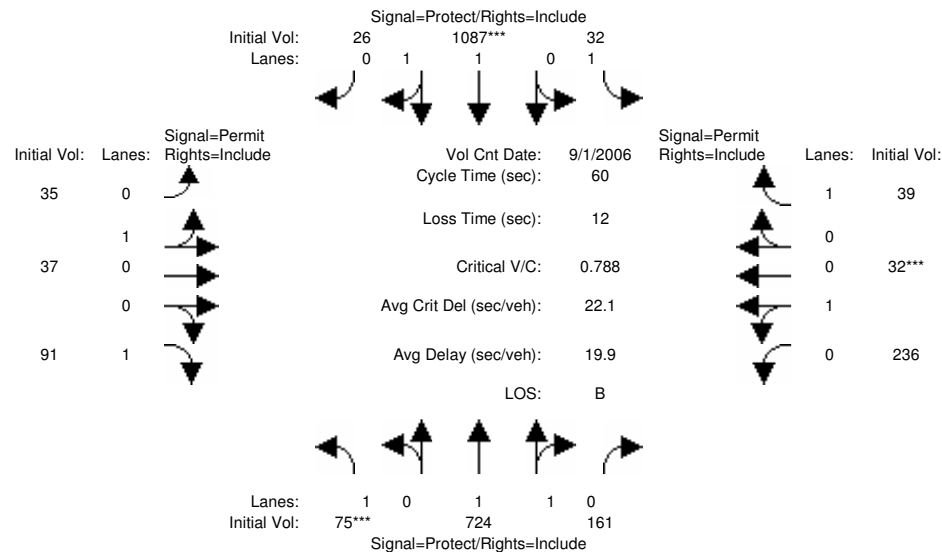 Signal=Protect/Rights=Include
Initial Vol: 26 1087*** 32
Lanes: 0 1 1 0 1
Signal=Permit Signal=Permit
Initial Vol: Lanes: Rights=Include Vol Cnt Date: 9/1/2006 Rights=Include Lanes: Initial Vol:
Cycle Time (sec): 60
35 0 1 39
Loss Time (sec): 12
1 0
37 0 Critical V/C: 0.788 0 32***
0 Avg Crit Del (sec/veh): 22.1 1
91 1 Avg Delay (sec/veh): 19.9 0 236
LOS: B
Lanes: 1 0 1 1 0
Initial Vol: 75*** 724 161
Signal=Protect/Rights=Include